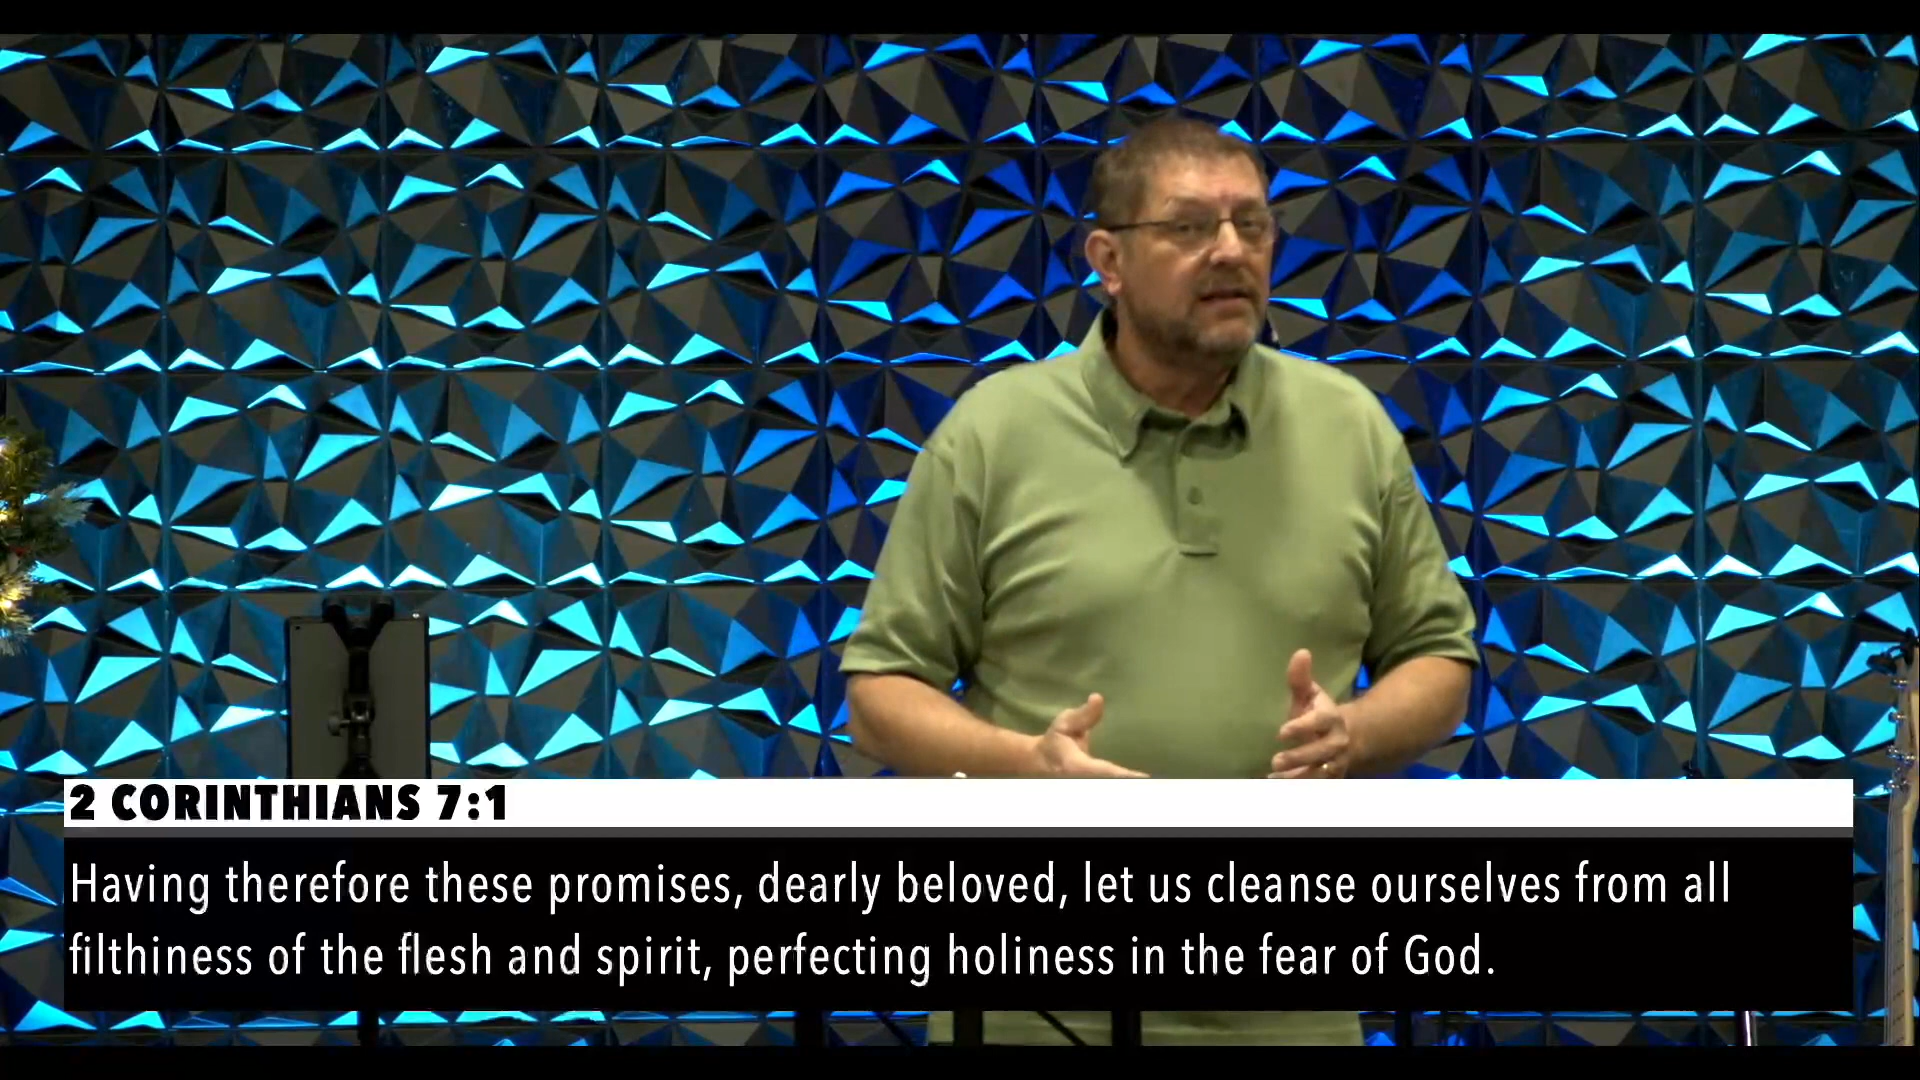 2 CORINTHIANS 7:1
Having therefore these promises, dearly beloved, let us cleanse ourselves from all
filthiness of the flesh and spirit, perfecting holiness in the fear of God.